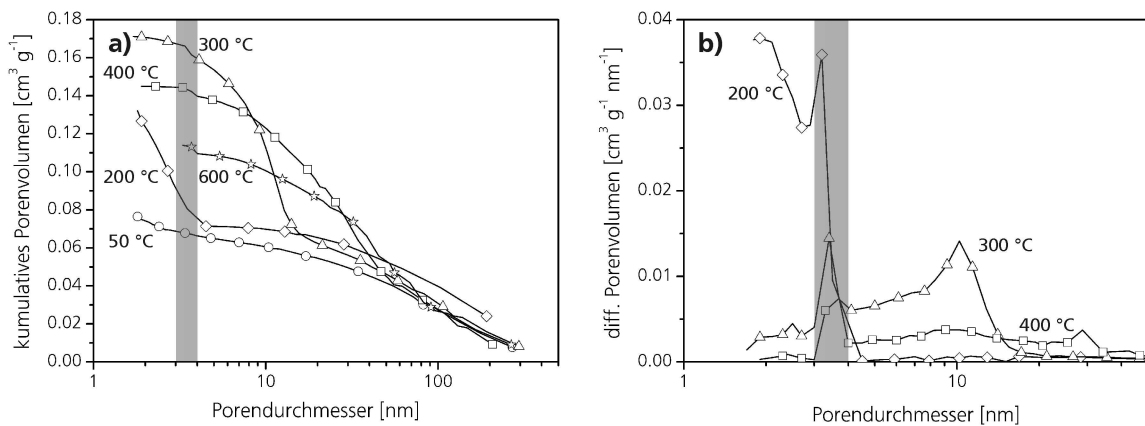 a)
kumulatives Porenvolumen [cm³ g⁻¹]
0.18
0.16
0.14
0.12
0.10
0.08
0.06
0.04
0.02
0.00
300 °C
400 °C
200 °C
600 °C
50 °C
1
10
100
Porendurchmesser [nm]
b)
diff. Porenvolumen [cm³ g⁻¹ nm⁻¹]
0.04
0.03
0.02
0.01
0.00
200 °C
300 °C
400 °C
1
10
Porendurchmesser [nm]